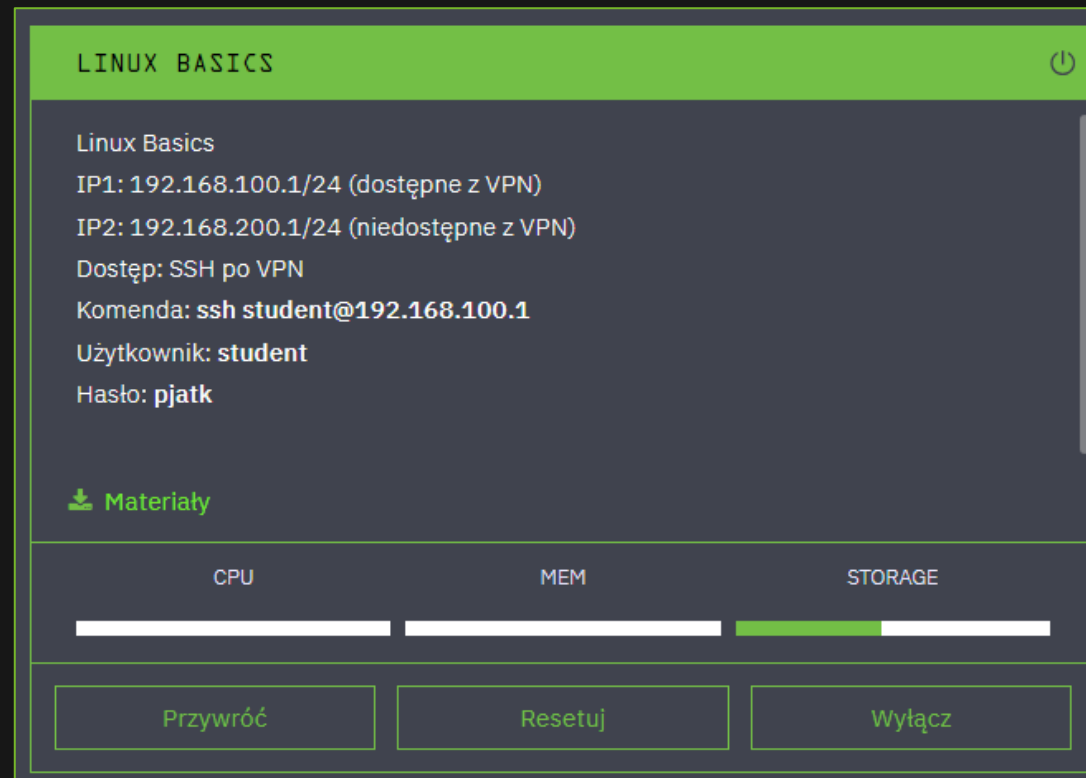 LINUX BASICS
Linux Basics
IP1: 192.168.100.1/24 (dostępne z VPN)
IP2: 192.168.200.1/24 (niedostępne z VPN)
Dostęp: SSH po VPN
Komenda: ssh student@192.168.100.1
Użytkownik: student
Hasło: pjatk
Materiały
CPU MEM STORAGE
Przywróć Resetuj Wyłącz